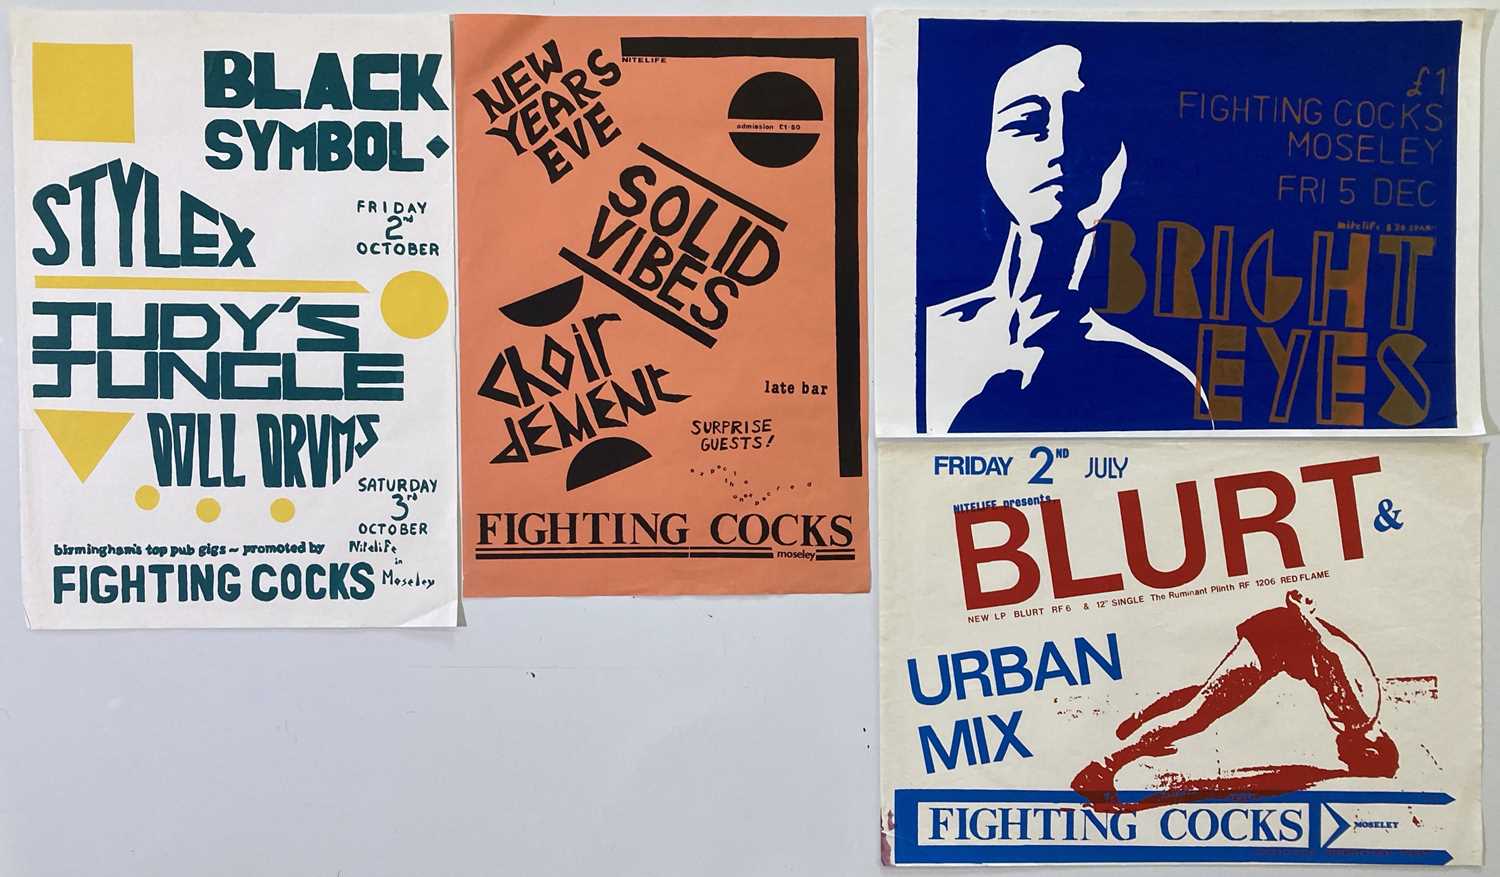 BLACK
SYMBOL
STYLEX
FRIDAY
2nd
OCTOBER
JUDY'S
JUNGLE
DOLL DRUMS
SATURDAY
3rd
OCTOBER
birmingham's top pub gigs ~ promoted by Nitelife
in
Moseley
FIGHTING COCKS
NEW
YEARS
EVE
NITELIFE
admission £1·50
SOLID
VIBES
CHOIR
DEMENT
late bar
SURPRISE
GUESTS!
expect
the
unexpected
FIGHTING COCKS
moseley
£1
FIGHTING COCKS
MOSELEY
FRI 5 DEC
BRIGHT
EYES
FRIDAY 2ND JULY
NITELIFE presents
BLURT &
NEW LP BLURT RF 6 & 12" SINGLE The Ruminant Plinth RF 1206 RED FLAME
URBAN
MIX
FIGHTING COCKS MOSELEY